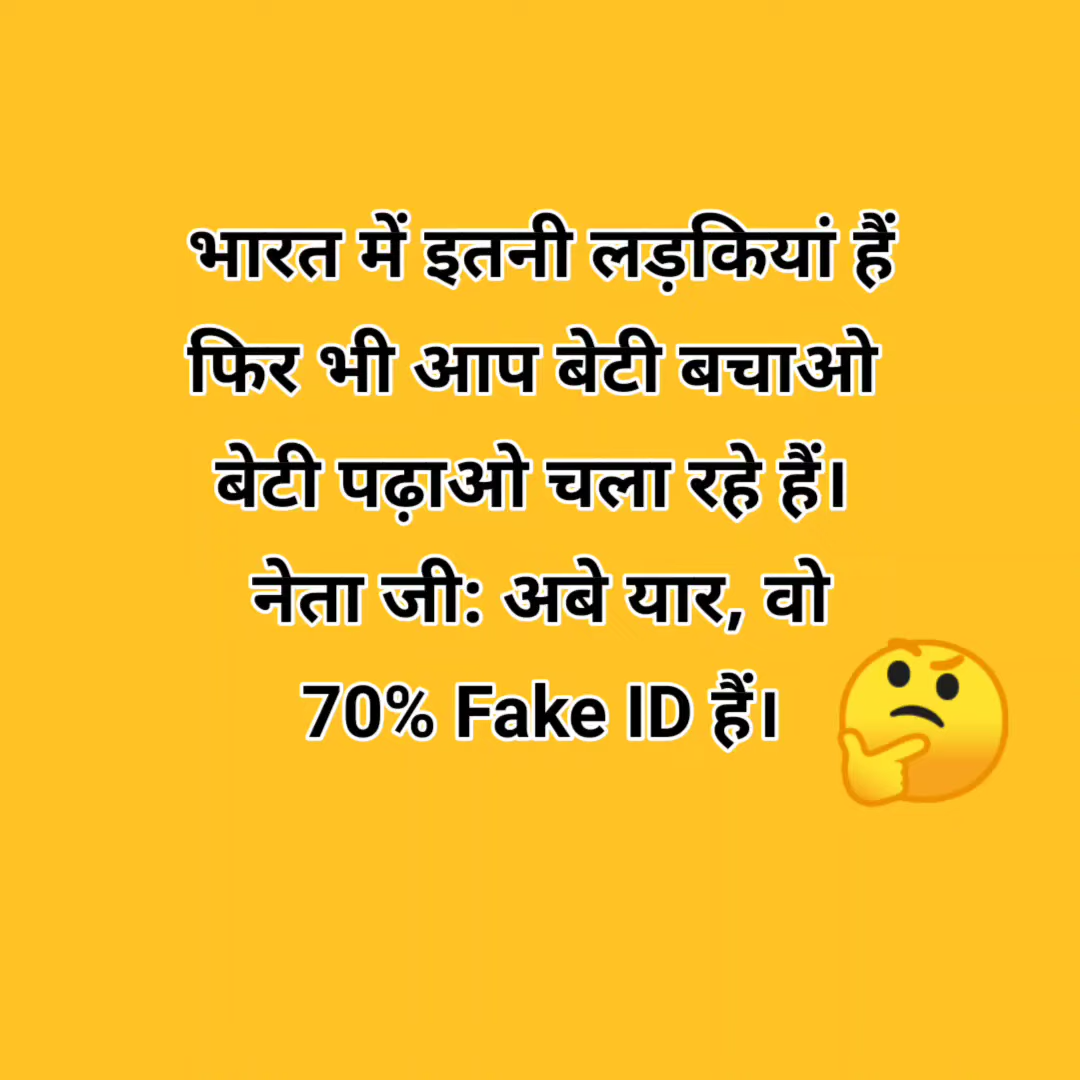 भारत में इतनी लड़कियां हैं
फिर भी आप बेटी बचाओ
बेटी पढ़ाओ चला रहे हैं।
नेता जी: अबे यार, वो
70% Fake ID हैं।